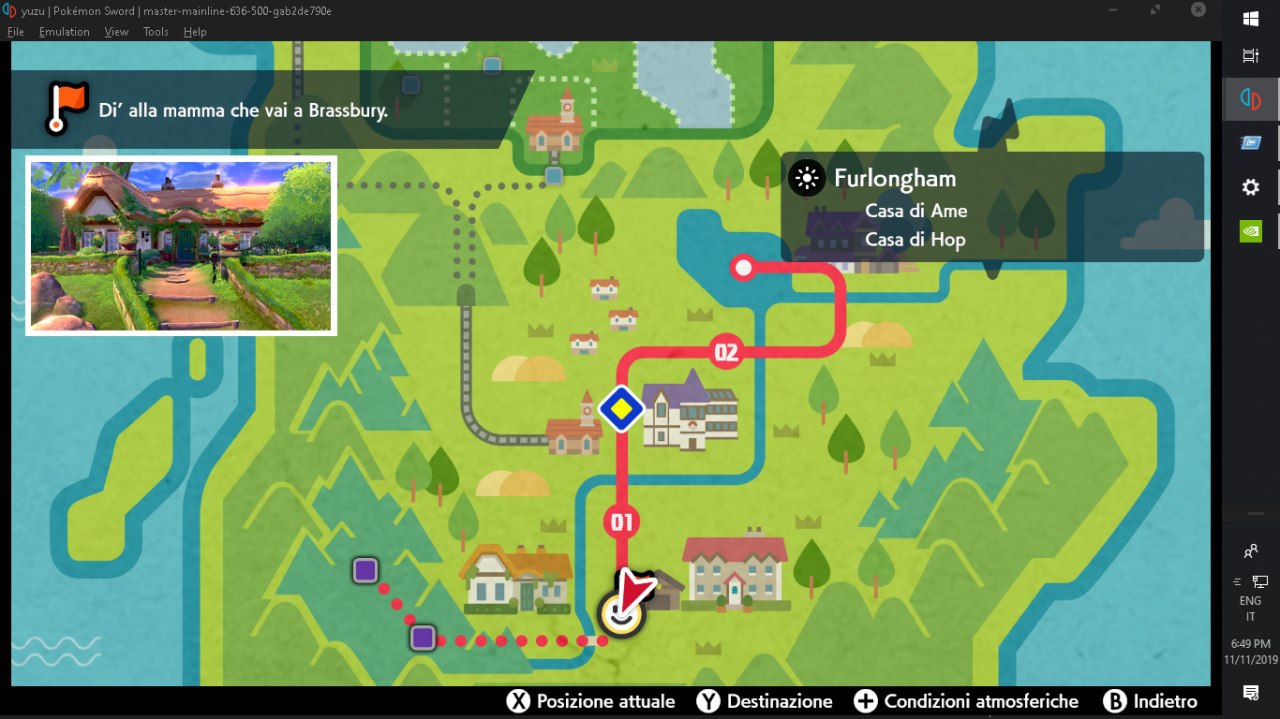 yuzu | Pokémon Sword | master-mainline-636-500-gab2de790e
File Emulation View Tools Help
Di' alla mamma che vai a Brassbury.
Furlongham
Casa di Ame
Casa di Hop
02
01
X Posizione attuale Y Destinazione + Condizioni atmosferiche B Indietro
ENG
IT
6:49 PM
11/11/2019